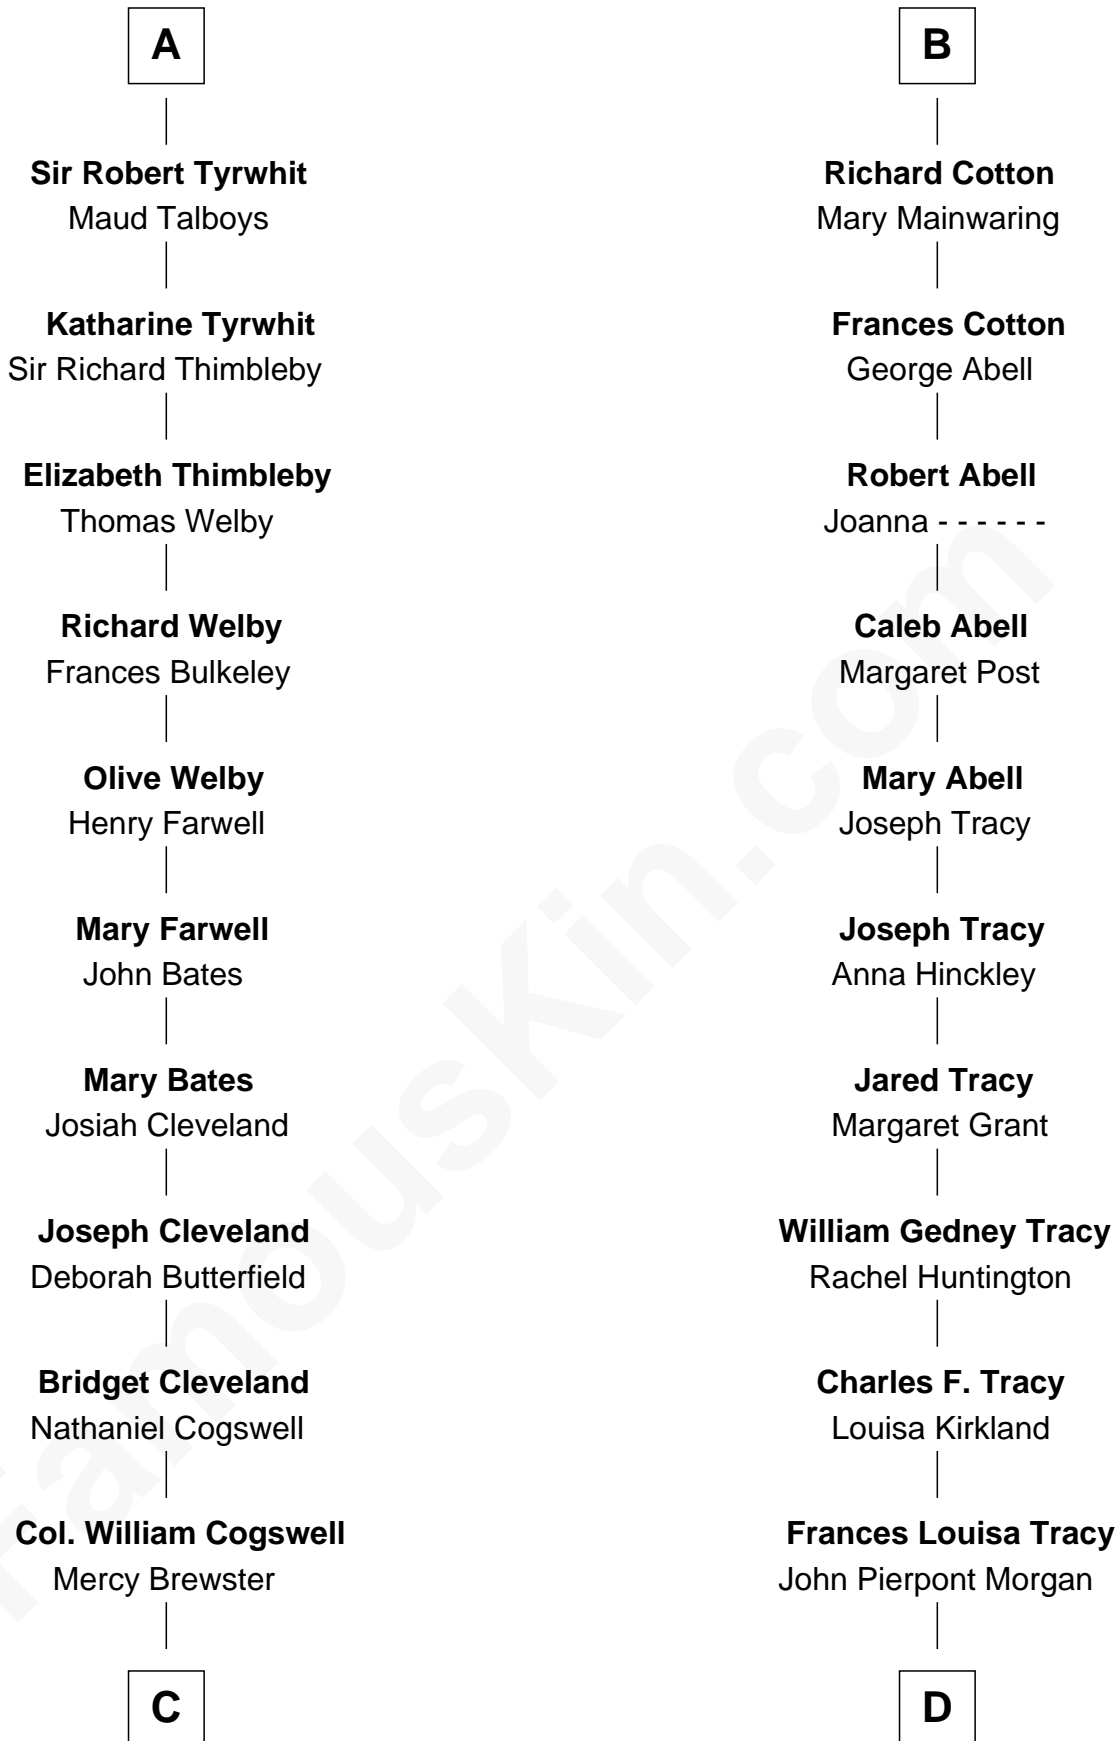 A
Sir Robert Tyrwhit
Maud Talboys
Katharine Tyrwhit
Sir Richard Thimbleby
Elizabeth Thimbleby
Thomas Welby
Richard Welby
Frances Bulkeley
Olive Welby
Henry Farwell
Mary Farwell
John Bates
Mary Bates
Josiah Cleveland
Joseph Cleveland
Deborah Butterfield
Bridget Cleveland
Nathaniel Cogswell
Col. William Cogswell
Mercy Brewster
C
B
Richard Cotton
Mary Mainwaring
Frances Cotton
George Abell
Robert Abell
Joanna - - - - - -
Caleb Abell
Margaret Post
Mary Abell
Joseph Tracy
Joseph Tracy
Anna Hinckley
Jared Tracy
Margaret Grant
William Gedney Tracy
Rachel Huntington
Charles F. Tracy
Louisa Kirkland
Frances Louisa Tracy
John Pierpont Morgan
D
FamousKin.com